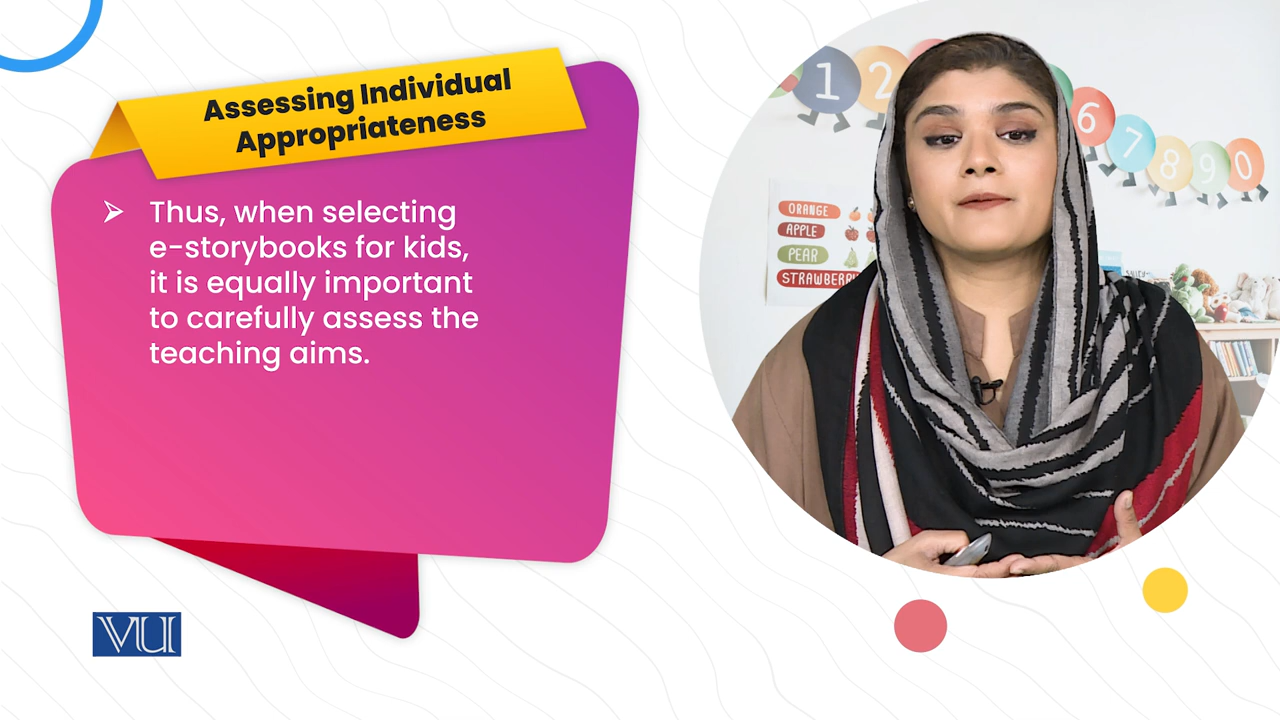 Assessing Individual
Appropriateness
➢ Thus, when selecting
e-storybooks for kids,
it is equally important
to carefully assess the
teaching aims.
VU
1 2
6 7 8 9 0
ORANGE
APPLE
PEAR